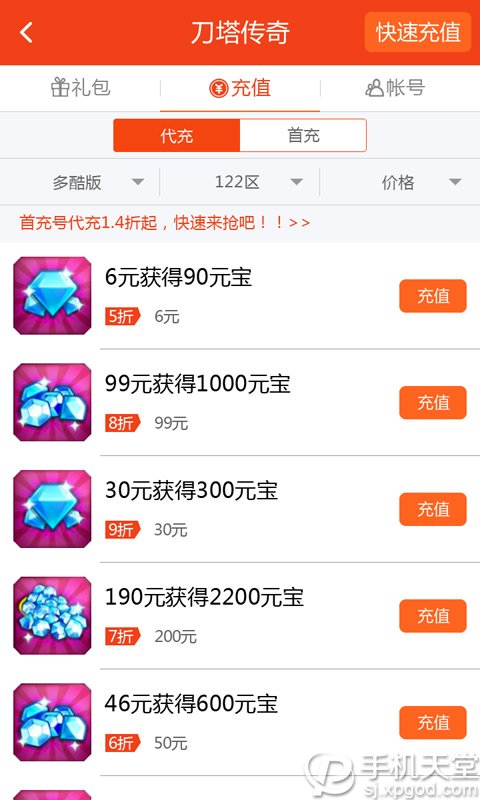 刀塔传奇
快速充值
礼包
充值
帐号
代充
首充
多酷版
122区
价格
首充号代充1.4折起，快速来抢吧！！>>
6元获得90元宝
5折 6元
充值
99元获得1000元宝
8折 99元
充值
30元获得300元宝
9折 30元
充值
190元获得2200元宝
7折 200元
充值
46元获得600元宝
6折 50元
充值
手机天堂
sj.xpgod.com